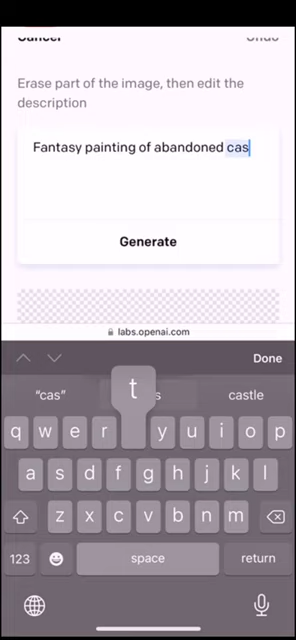 Cancel Undo
Erase part of the image, then edit the
description
Fantasy painting of abandoned cas
Generate
labs.openai.com
Done
"cas" s castle
t
q w e r y u i o p
a s d f g h j k l
z x c v b n m
123 space return